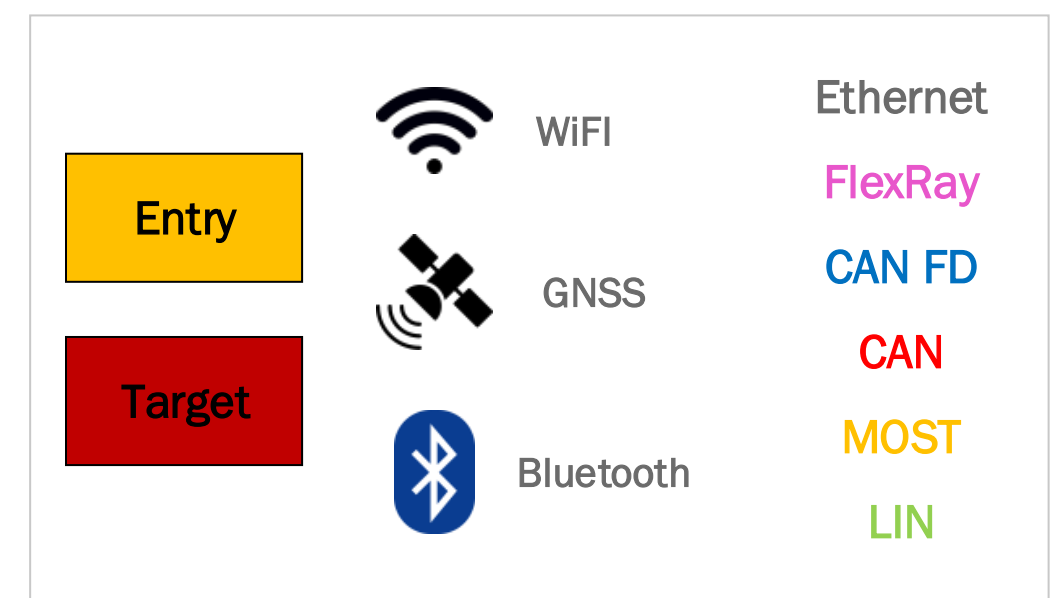 Entry
Target
WiFI
GNSS
Bluetooth
Ethernet
FlexRay
CAN FD
CAN
MOST
LIN